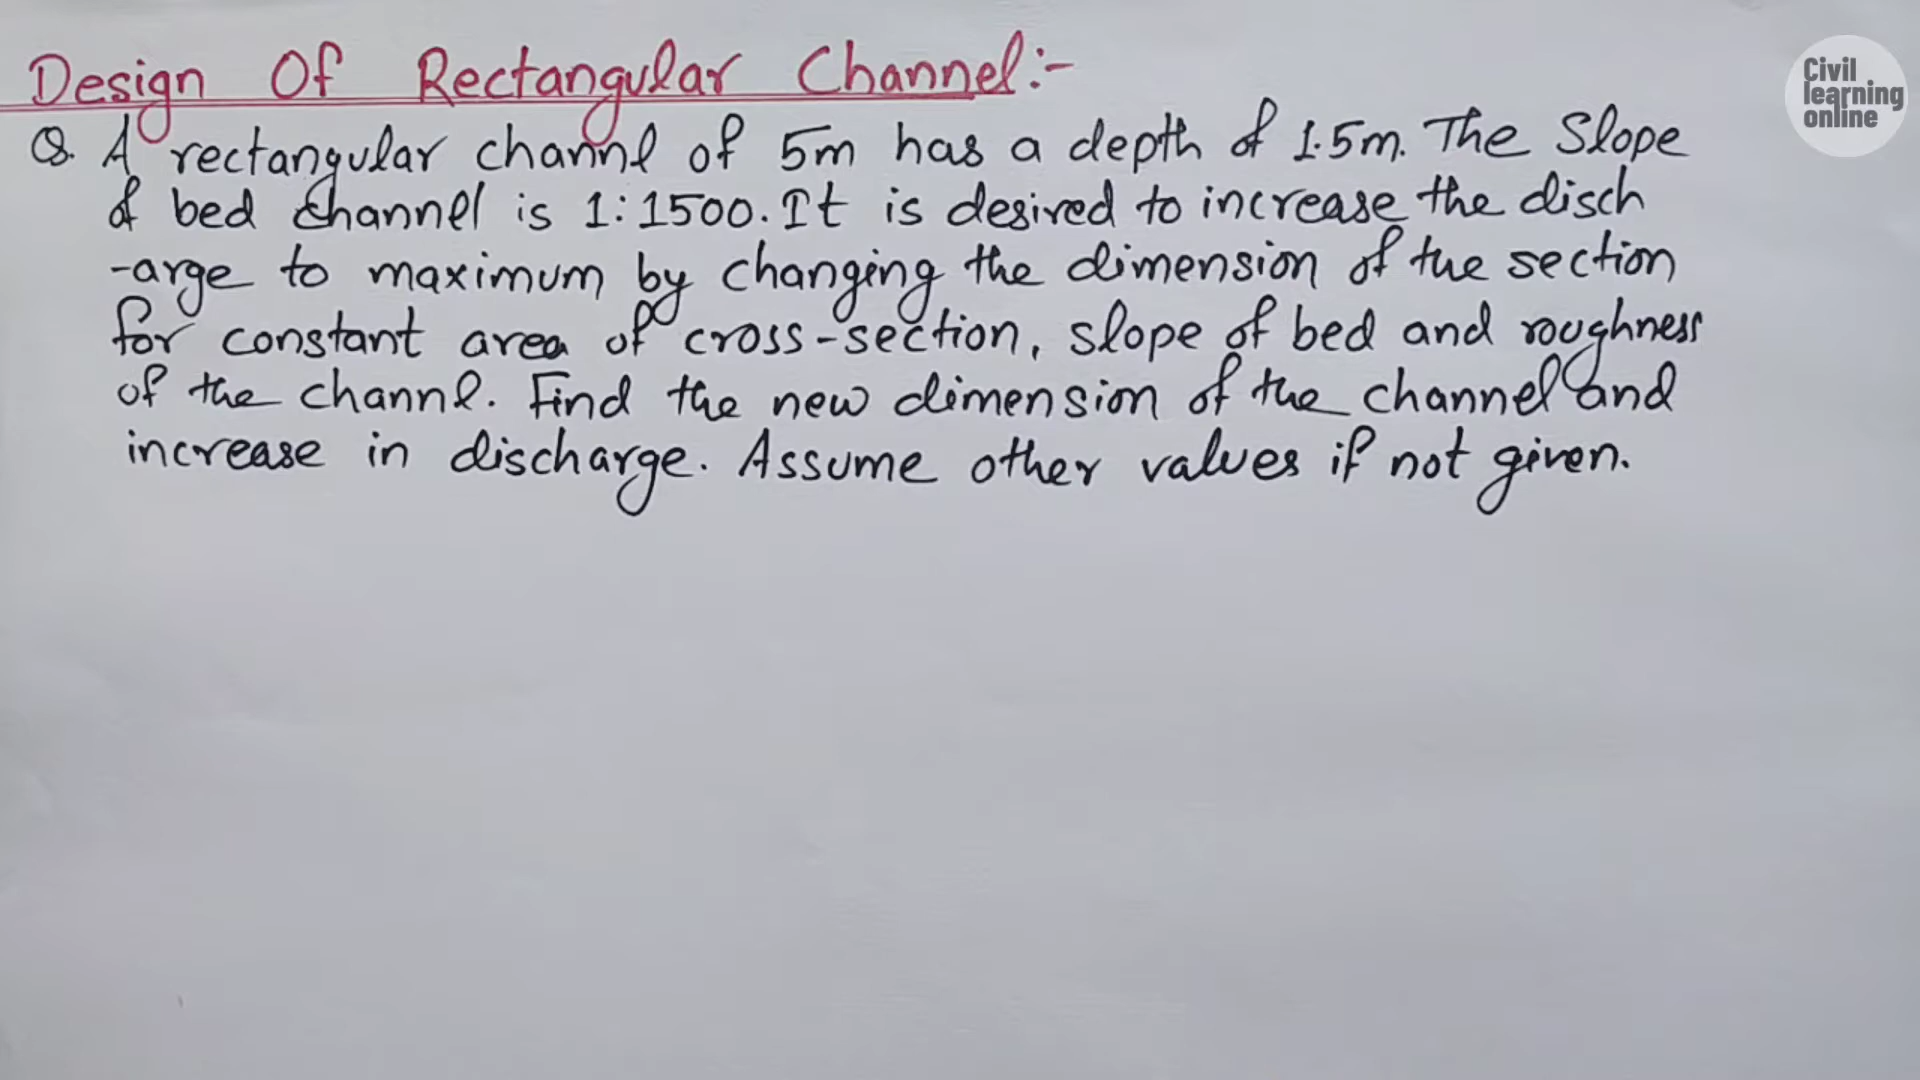 Design Of Rectangular Channel:-
Civil
learning
online
Q. A rectangular channl of 5m has a depth of 1.5m. The Slope
of bed channel is 1:1500. It is desired to increase the disch
-arge to maximum by changing the dimension of the section
for constant area of cross-section, slope of bed and roughness
of the channl. Find the new dimension of the channel and
increase in discharge. Assume other values if not given.